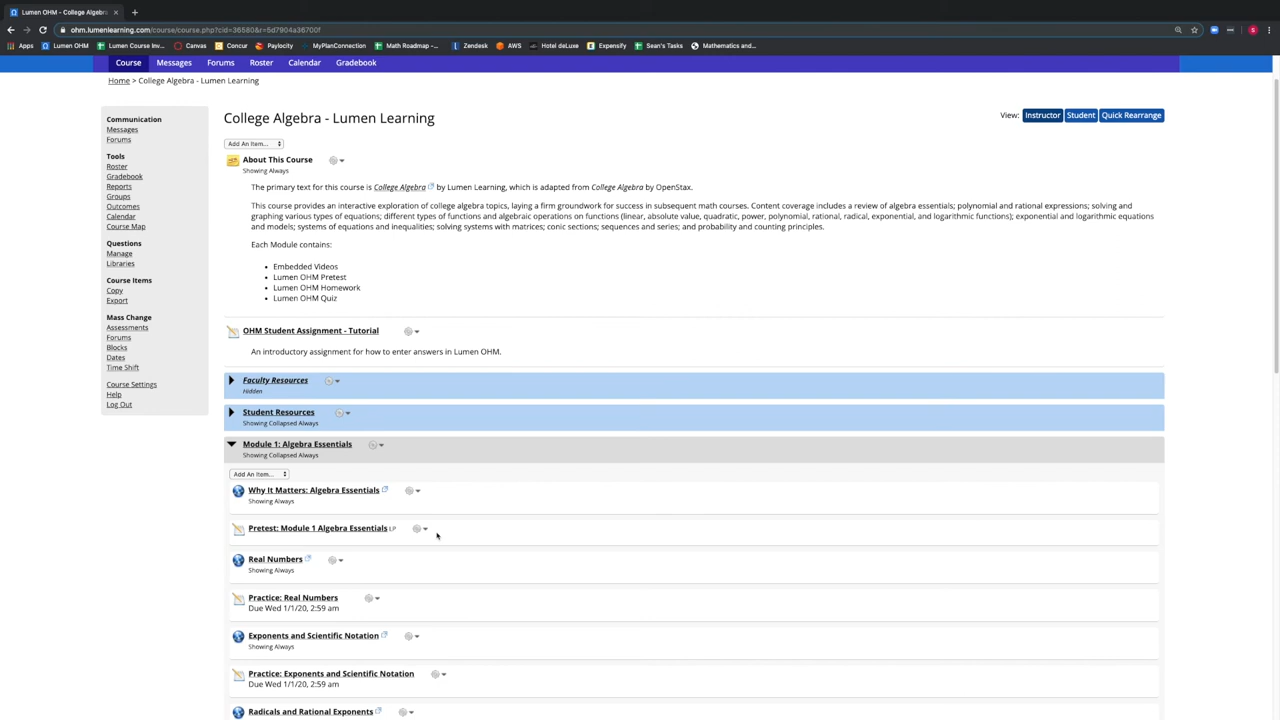 Lumen OHM - College Algebra -
ohm.lumenlearning.com/course/course.php?cid=36580&r=5d7904a36700f
Apps Lumen OHM Lumen Course Inv... Canvas Concur Paylocity MyPlanConnection Math Roadmap -... Zendesk AWS Hotel deLuxe Expensify Sean's Tasks Mathematics and...
Course Messages Forums Roster Calendar Gradebook
Home > College Algebra - Lumen Learning
Communication
Messages
Forums
Tools
Roster
Gradebook
Reports
Groups
Outcomes
Calendar
Course Map
Questions
Manage
Libraries
Course Items
Copy
Export
Mass Change
Assessments
Forums
Blocks
Dates
Time Shift
Course Settings
Help
Log Out
College Algebra - Lumen Learning
View: Instructor Student Quick Rearrange
Add An Item...
About This Course
Showing Always
The primary text for this course is College Algebra by Lumen Learning, which is adapted from College Algebra by OpenStax.
This course provides an interactive exploration of college algebra topics, laying a firm groundwork for success in subsequent math courses. Content coverage includes a review of algebra essentials; polynomial and rational expressions; solving and
graphing various types of equations; different types of functions and algebraic operations on functions (linear, absolute value, quadratic, power, polynomial, rational, radical, exponential, and logarithmic functions); exponential and logarithmic equations
and models; systems of equations and inequalities; solving systems with matrices; conic sections; sequences and series; and probability and counting principles.
Each Module contains:
• Embedded Videos
• Lumen OHM Pretest
• Lumen OHM Homework
• Lumen OHM Quiz
OHM Student Assignment - Tutorial
An introductory assignment for how to enter answers in Lumen OHM.
Faculty Resources
Hidden
Student Resources
Showing Collapsed Always
Module 1: Algebra Essentials
Showing Collapsed Always
Add An Item...
Why It Matters: Algebra Essentials
Showing Always
Pretest: Module 1 Algebra Essentials
Real Numbers
Showing Always
Practice: Real Numbers
Due Wed 1/1/20, 2:59 am
Exponents and Scientific Notation
Showing Always
Practice: Exponents and Scientific Notation
Due Wed 1/1/20, 2:59 am
Radicals and Rational Exponents